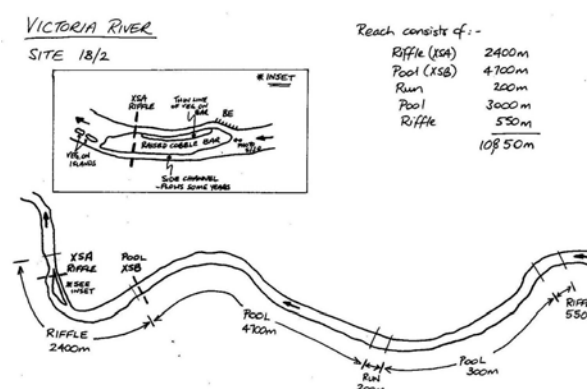 VICTORIA RIVER
SITE 18/2
Reach consists of:-
Riffle (XSA) 2400m
Pool (XSB) 4700m
Run 200m
Pool 3000m
Riffle 550m
10850m
* INSET
XSA
RIFFLE
THIN LINE
OF VEG. ON
BAR
BE
RAISED COBBLE BAR
VEG. ON
ISLANDS
SIDE CHANNEL
-FLOWS SOME YEARS
XSA
RIFFLE
* SEE
INSET
POOL
XSB
RIFFLE
2400m
POOL
4700m
RUN
200m
POOL
300m
RIFF
550